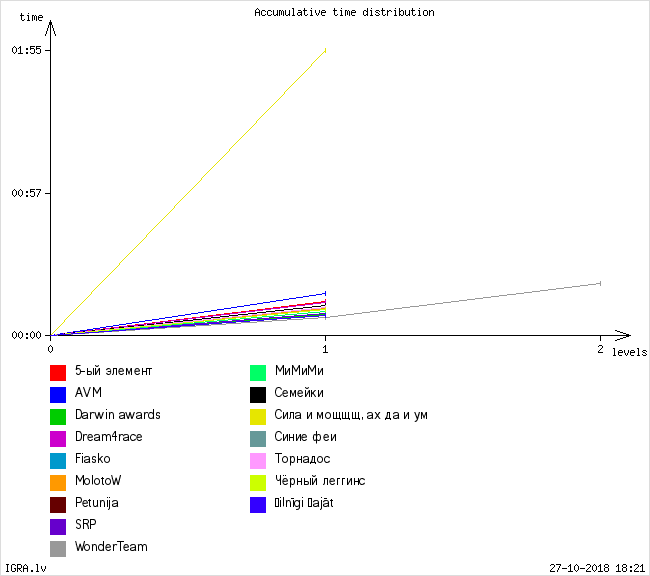 Accumulative time distribution
time
01:55
00:57
00:00
0 1 2
levels
5-ый элемент
AVM
Darwin awards
Dream4race
Fiasko
MolotoW
Petunija
SRP
WonderTeam
МиМиМи
Семейки
Сила и мощщщ, ах да и ум
Синие феи
Торнадос
Чёрный леггинс
IGRA.lv
27-10-2018 18:21